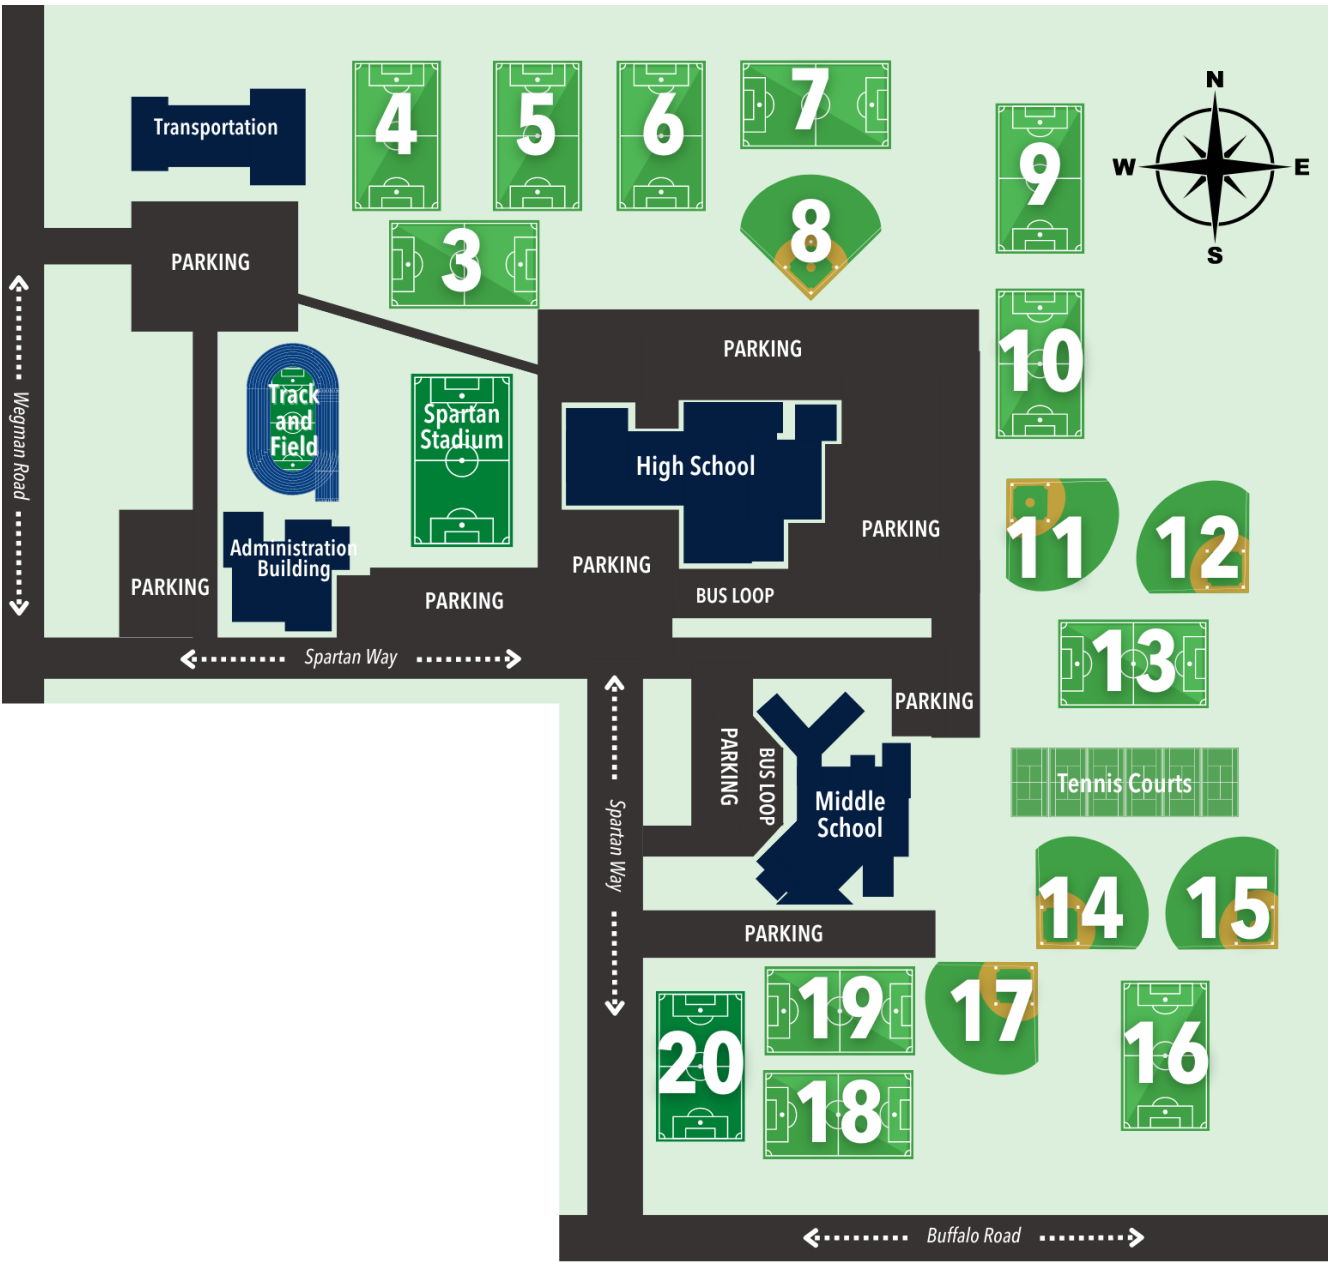 N
W
E
S
Transportation
4
5
6
7
9
8
3
PARKING
PARKING
10
Track
and
Field
Spartan
Stadium
High School
Wegman Road
11
12
PARKING
Administration
Building
PARKING
PARKING
PARKING
BUS LOOP
13
Spartan Way
PARKING
PARKING
BUS LOOP
Middle
School
Tennis Courts
Spartan Way
14
15
PARKING
19
17
20
16
18
Buffalo Road